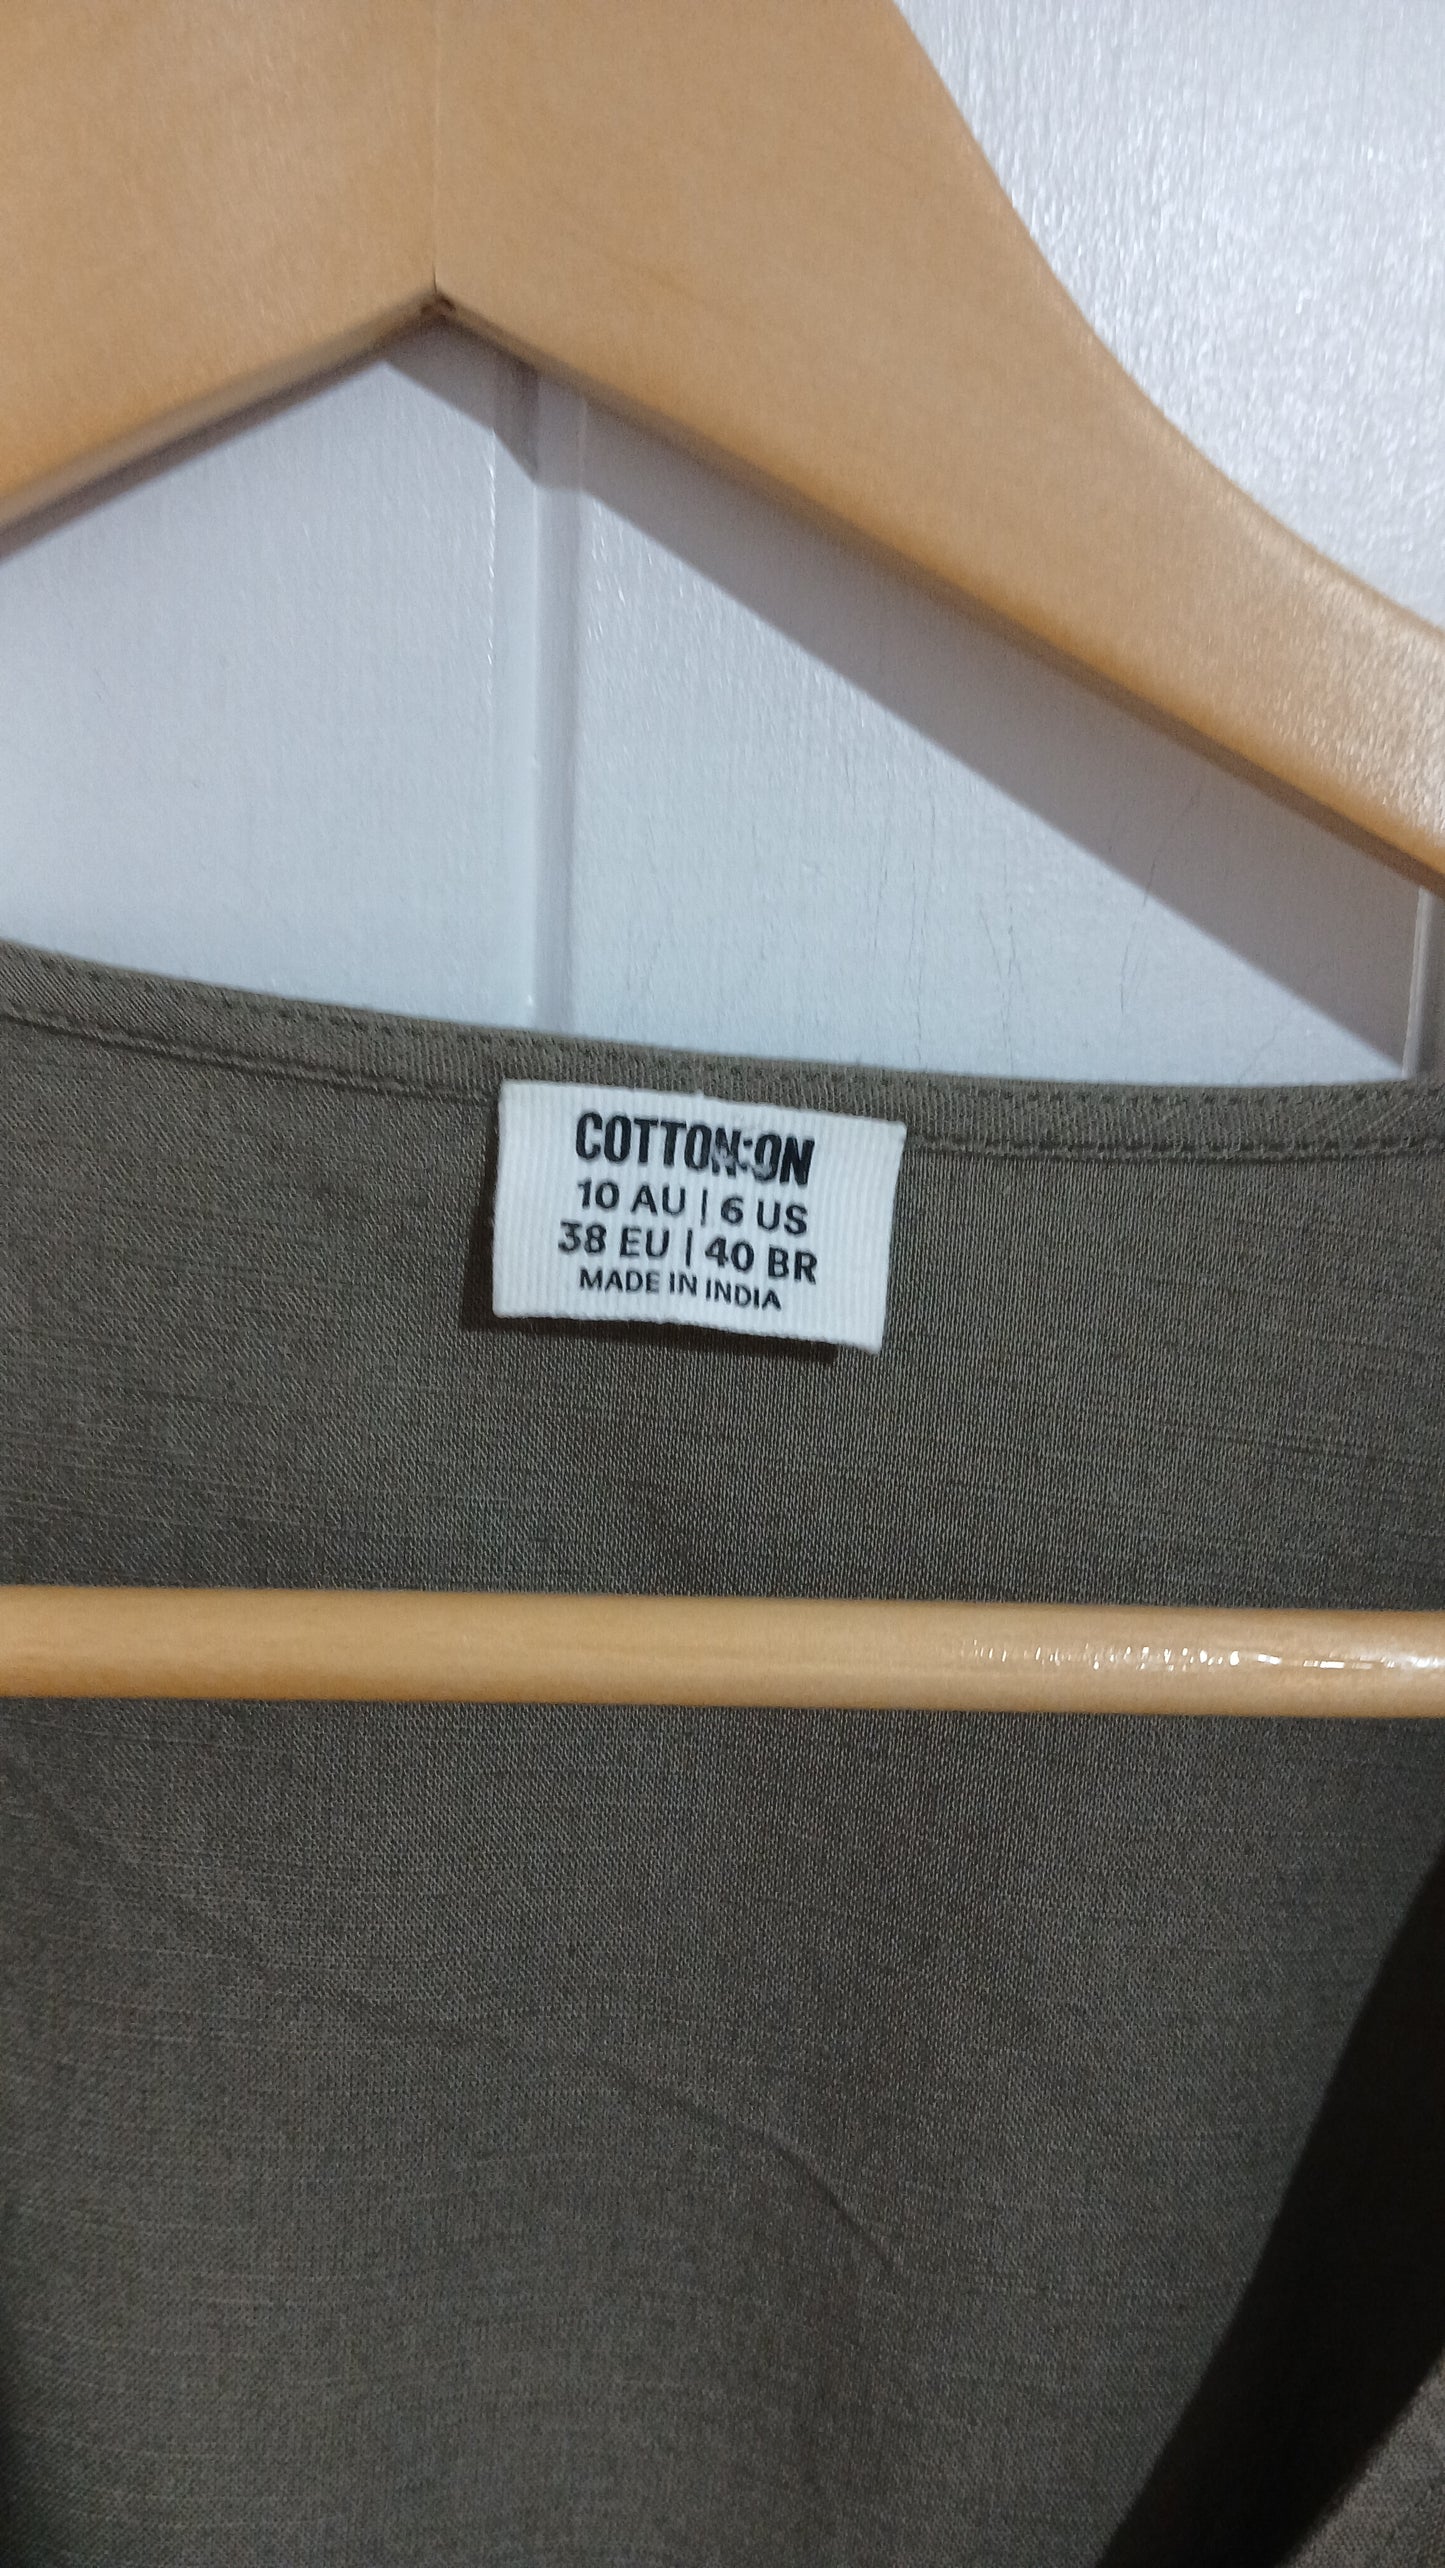 COTTON:ON
10 AU | 6 US
38 EU | 40 BR
MADE IN INDIA